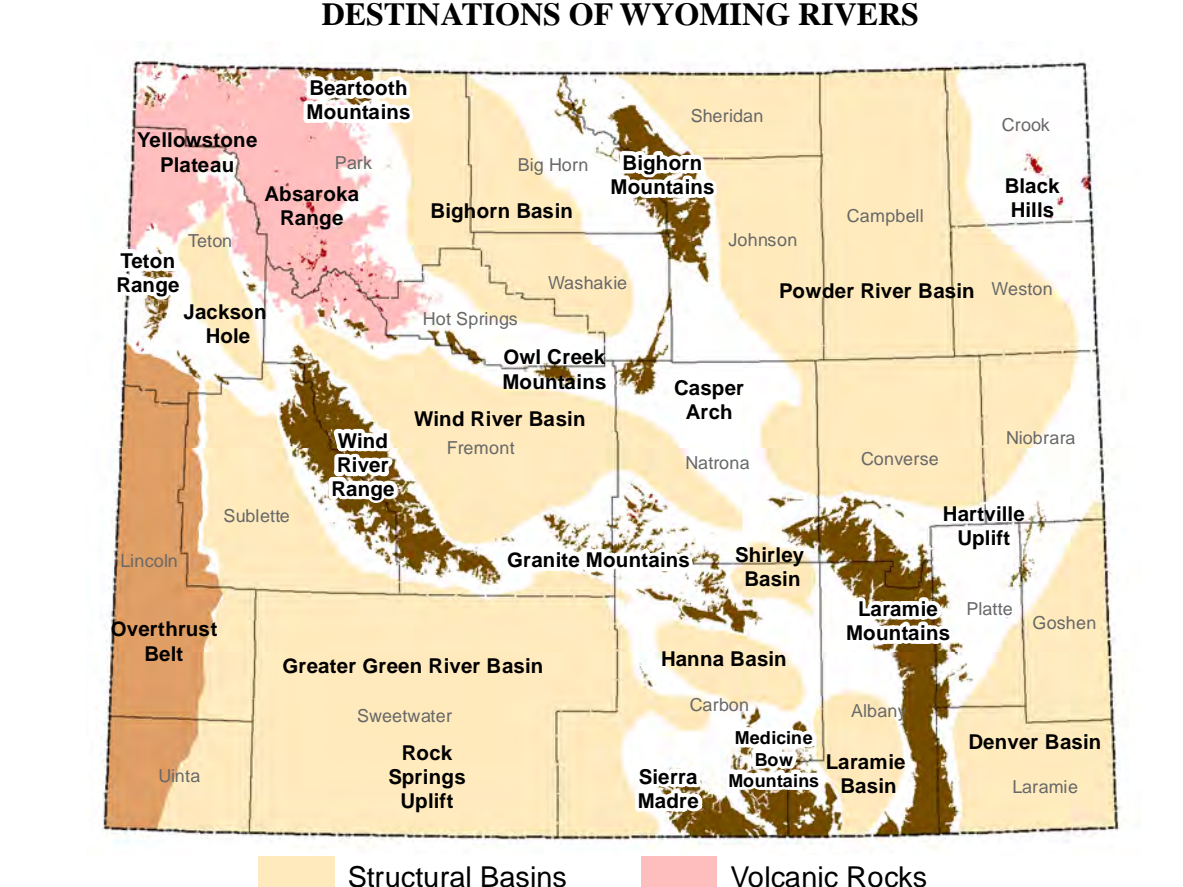 DESTINATIONS OF WYOMING RIVERS
Beartooth
Mountains
Sheridan
Crook
Yellowstone
Plateau
Park
Big Horn
Bighorn
Mountains
Absaroka
Range
Black
Hills
Bighorn Basin
Campbell
Teton
Johnson
Teton
Range
Washakie
Powder River Basin
Weston
Jackson
Hole
Hot Springs
Owl Creek
Mountains
Casper
Arch
Wind River Basin
Fremont
Wind
River
Range
Natrona
Converse
Niobrara
Sublette
Hartville
Uplift
Lincoln
Granite Mountains
Shirley
Basin
Laramie
Mountains
Platte
Goshen
Overthrust
Belt
Greater Green River Basin
Hanna Basin
Carbon
Albany
Sweetwater
Medicine
Bow
Mountains
Denver Basin
Rock
Springs
Uplift
Laramie
Basin
Uinta
Sierra
Madre
Laramie
Structural Basins
Volcanic Rocks